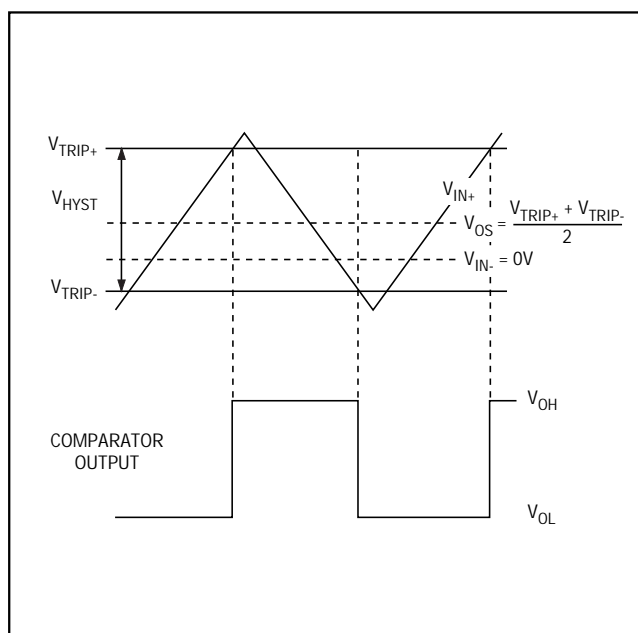 V_TRIP+
V_HYST
V_IN+
V_OS = (V_TRIP+ + V_TRIP-) / 2
V_IN- = 0V
V_TRIP-
V_OH
COMPARATOR
OUTPUT
V_OL